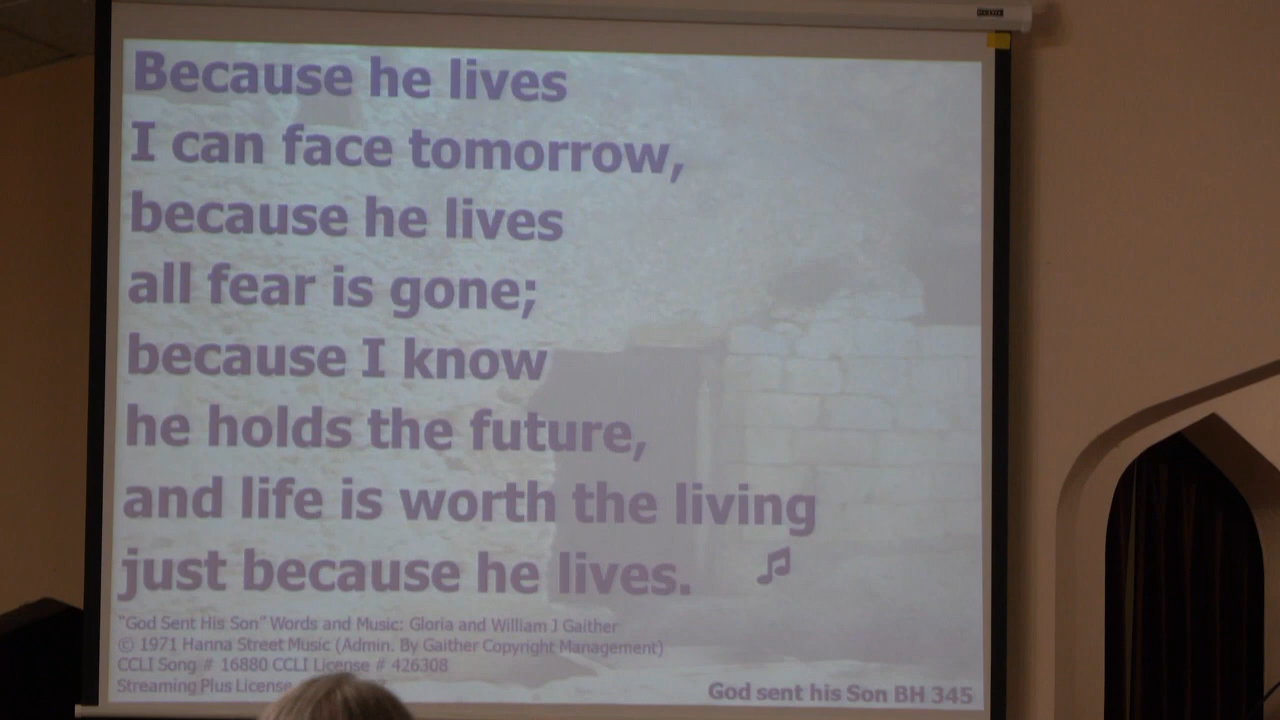 Because he lives
I can face tomorrow,
because he lives
all fear is gone;
because I know
he holds the future,
and life is worth the living
just because he lives.
"God Sent His Son" Words and Music: Gloria and William J Gaither
© 1971 Hanna Street Music (Admin. By Gaither Copyright Management)
CCLI Song # 16880 CCLI License # 426308
Streaming Plus License
God sent his Son BH 345